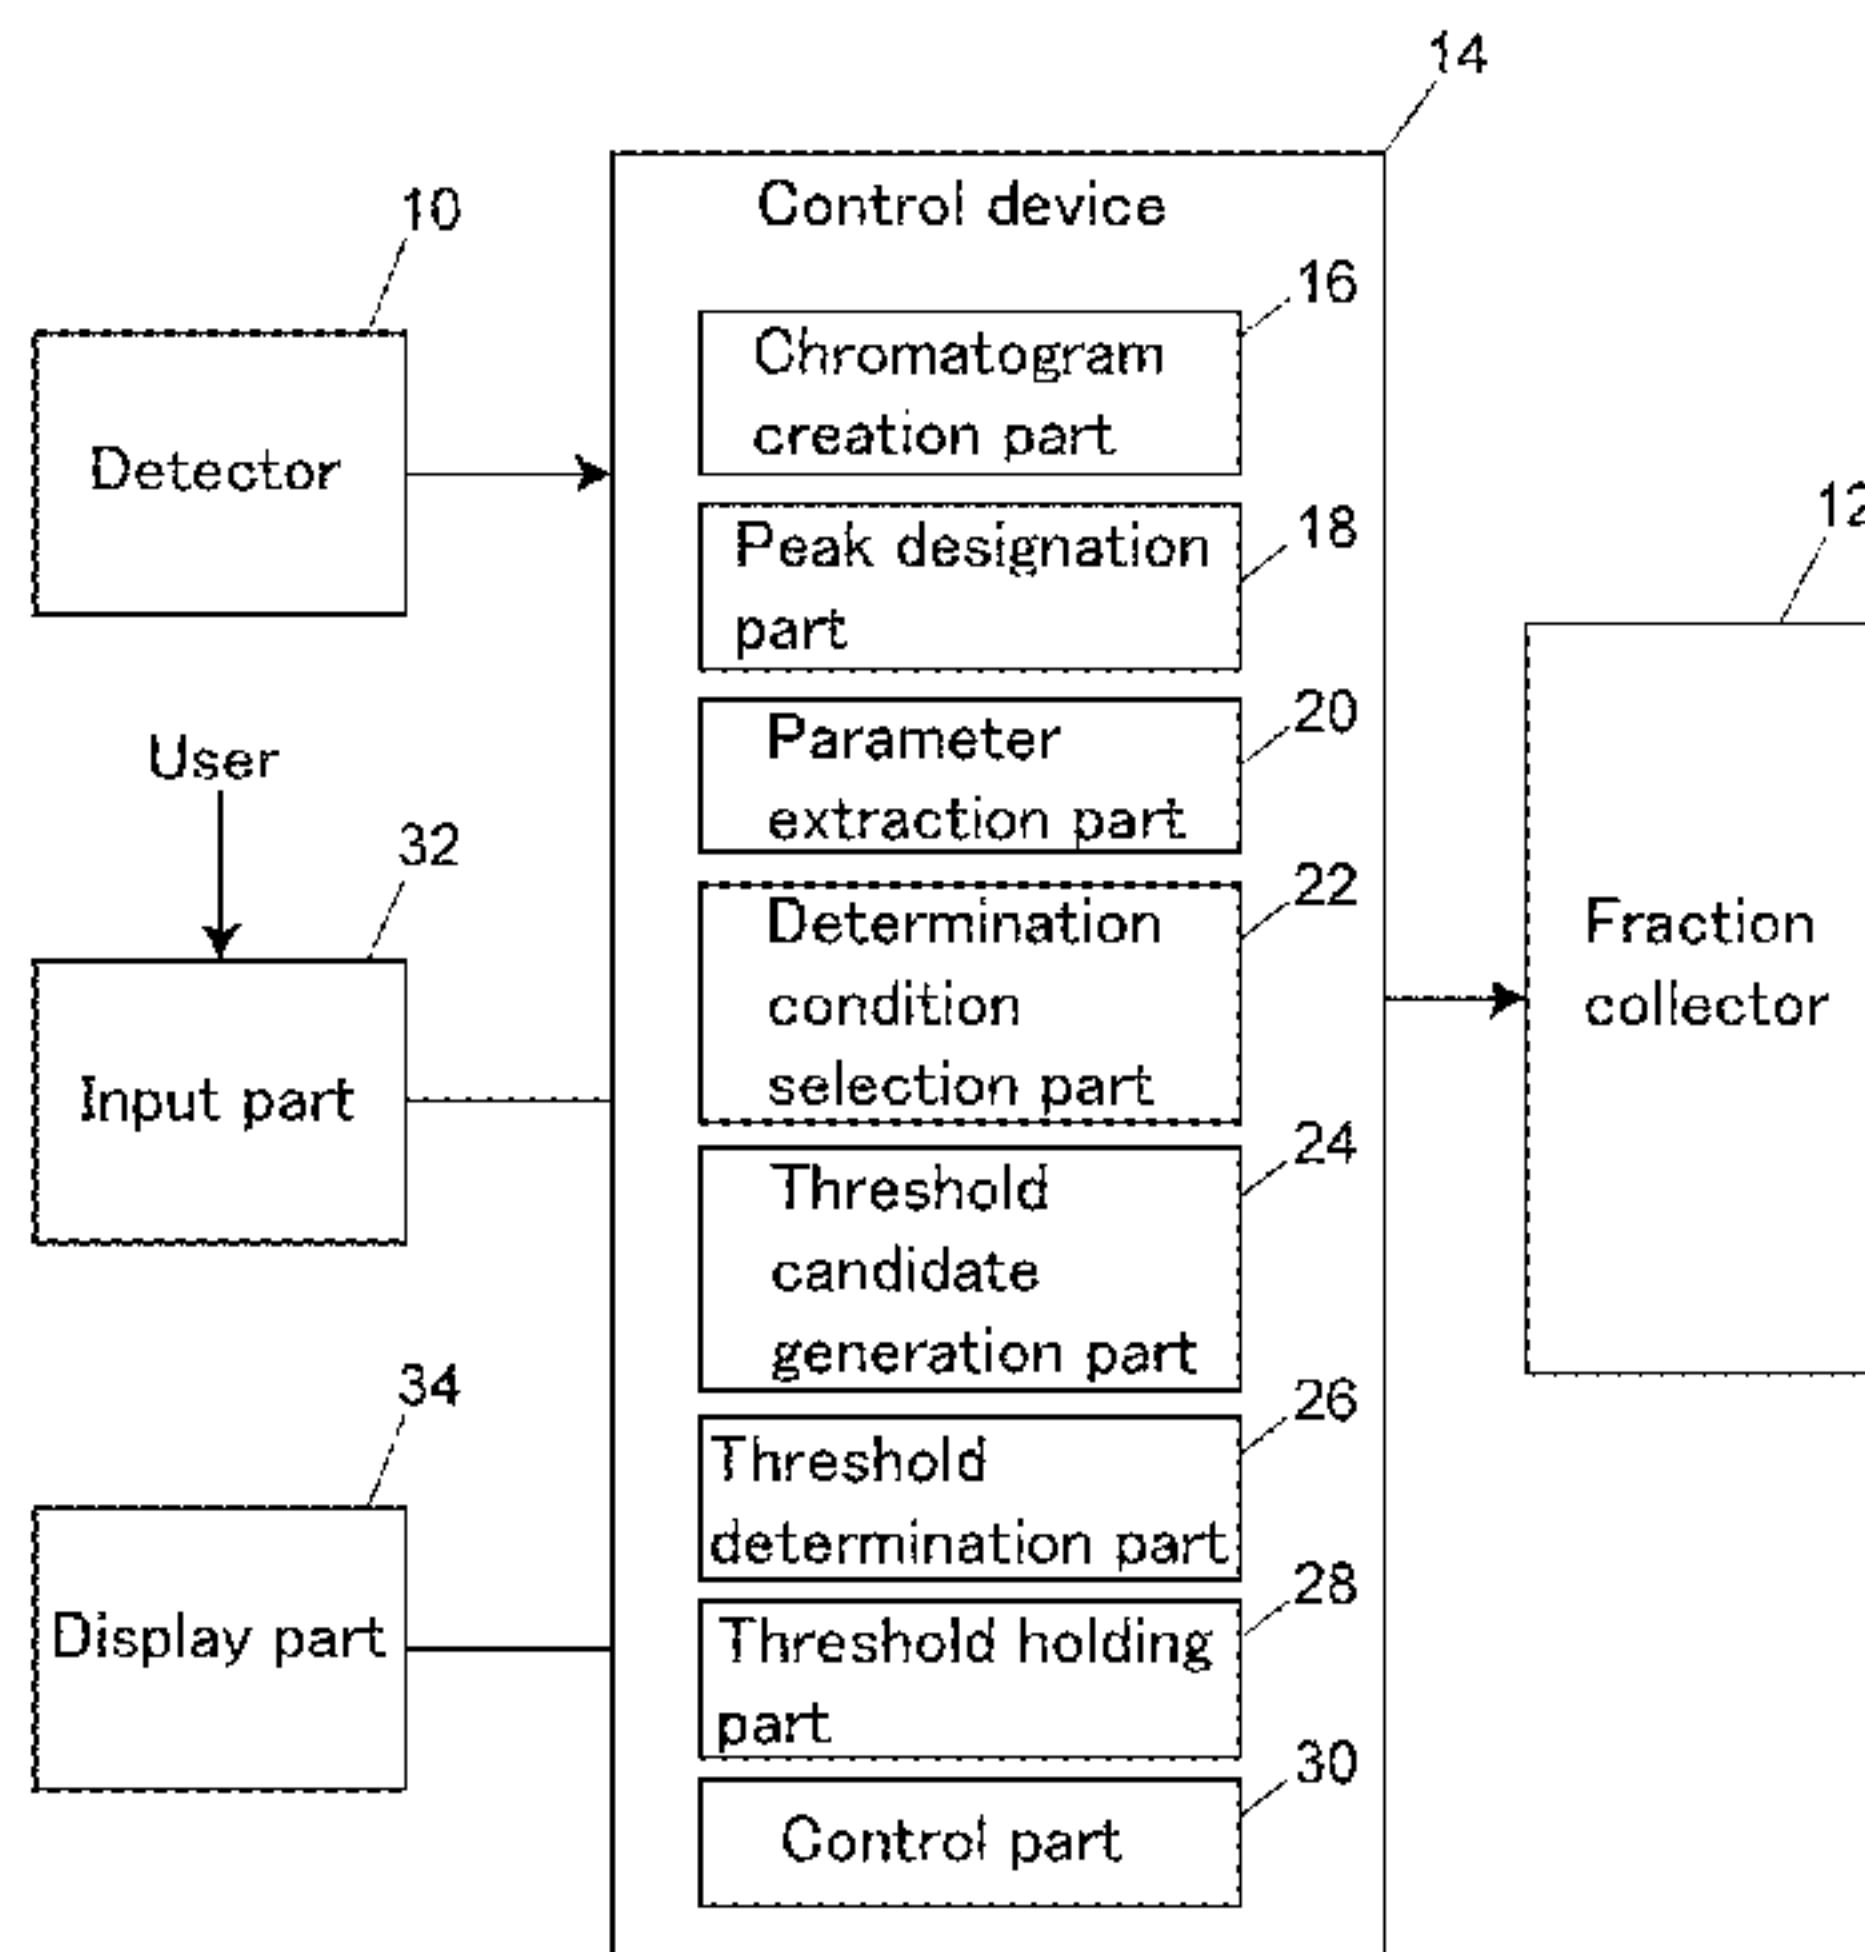 14
Control device
10
Detector
16
Chromatogram
creation part
18
Peak designation
part
User
32
Input part
20
Parameter
extraction part
22
Determination
condition
selection part
24
Threshold
candidate
generation part
34
Display part
26
Threshold
determination part
28
Threshold holding
part
30
Control part
12
Fraction
collector